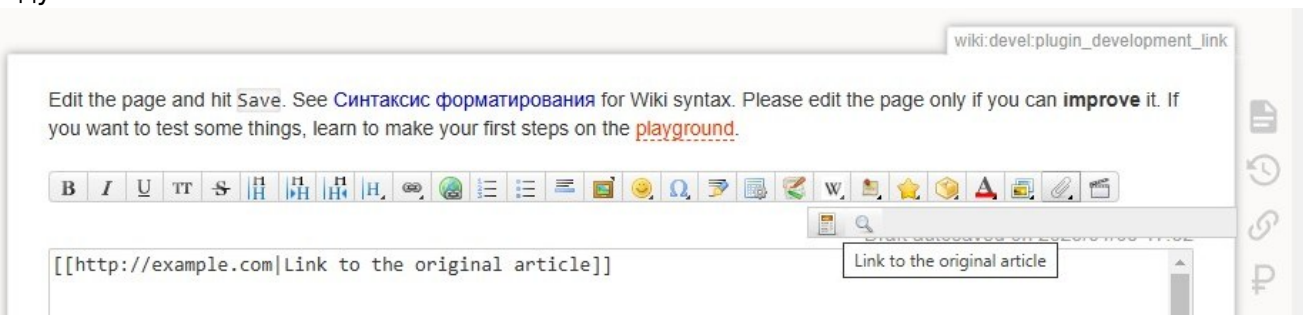 wiki:devel:plugin_development_link
Edit the page and hit Save. See Синтаксис форматирования for Wiki syntax. Please edit the page only if you can improve it. If
you want to test some things, learn to make your first steps on the playground.
B I U TT S H H H H W A
[[http://example.com|Link to the original article]]
Link to the original article